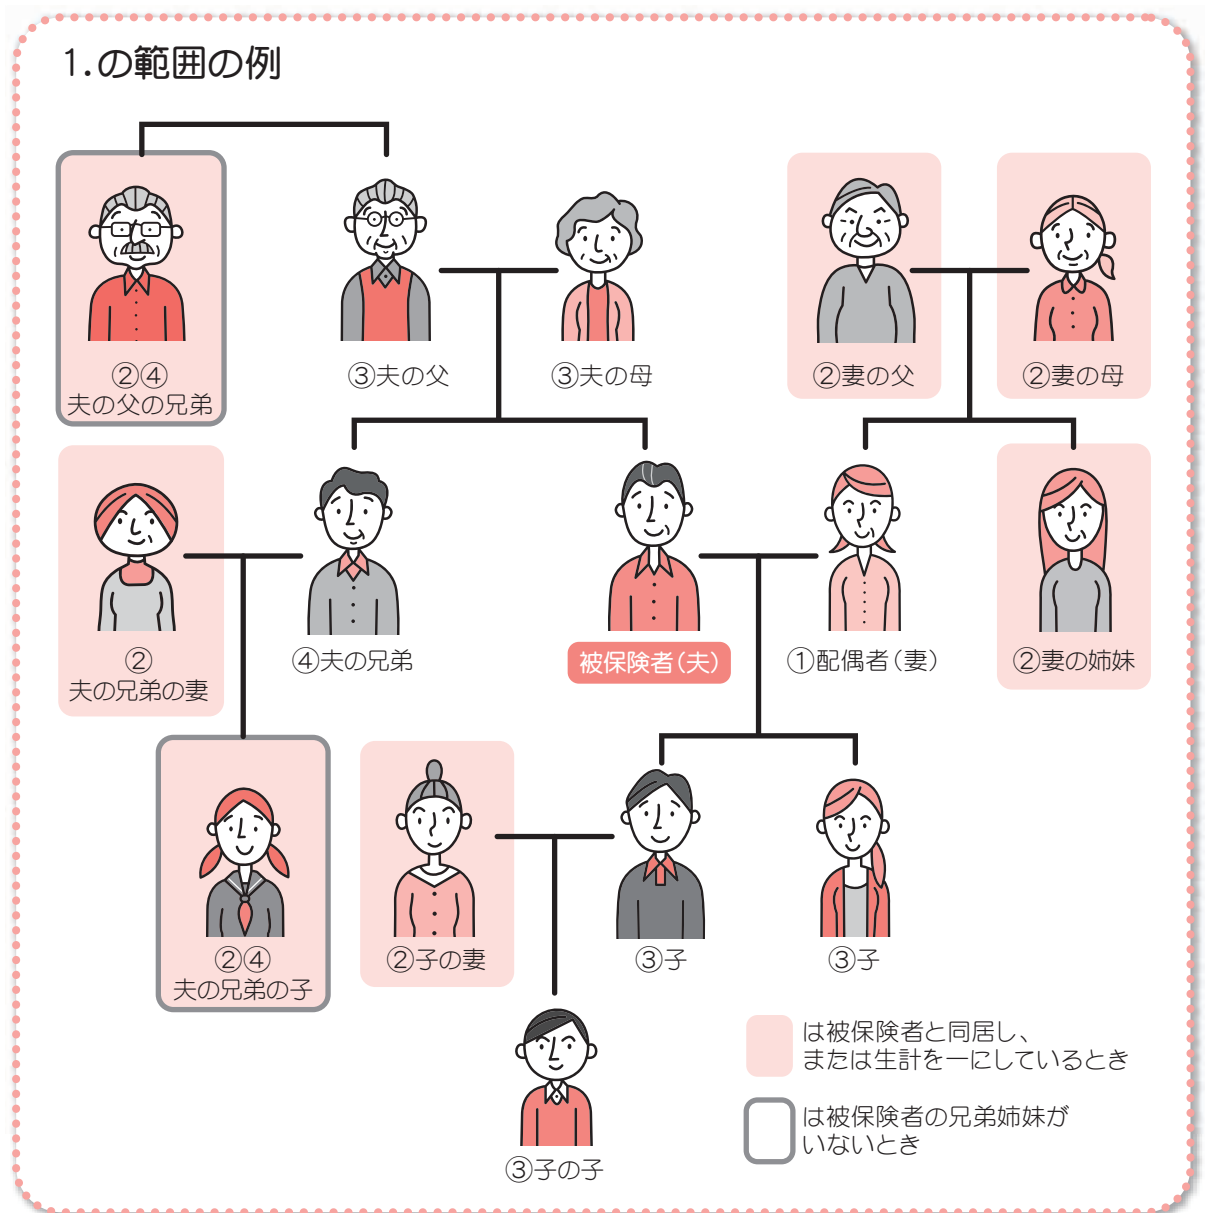 1.の範囲の例
②④
夫の父の兄弟
③夫の父
③夫の母
②妻の父
②妻の母
②
夫の兄弟の妻
④夫の兄弟
被保険者(夫)
①配偶者(妻)
②妻の姉妹
②④
夫の兄弟の子
②子の妻
③子
③子
③子の子
は被保険者と同居し、
または生計を一にしているとき
は被保険者の兄弟姉妹が
いないとき